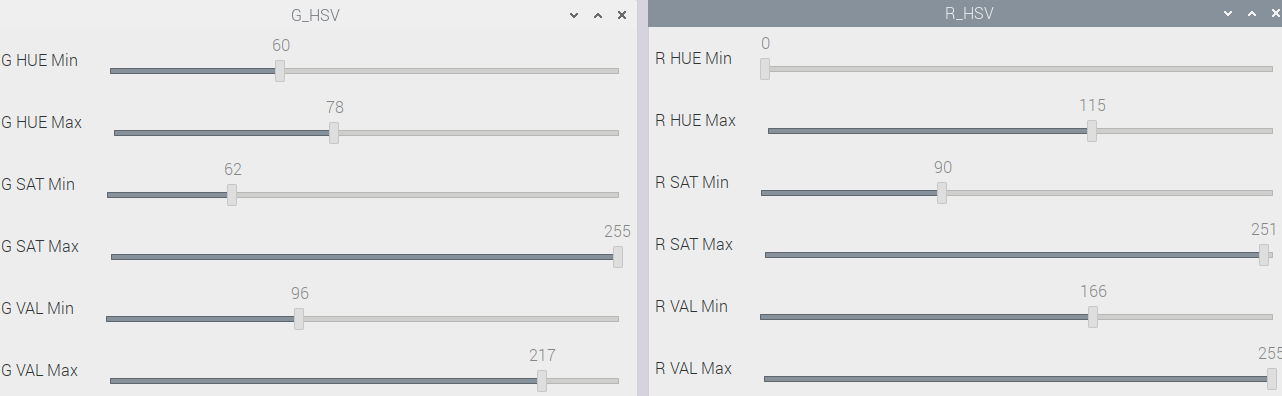 G_HSV
60
G HUE Min
78
G HUE Max
62
G SAT Min
255
G SAT Max
96
G VAL Min
217
G VAL Max
R_HSV
0
R HUE Min
115
R HUE Max
90
R SAT Min
251
R SAT Max
166
R VAL Min
255
R VAL Max